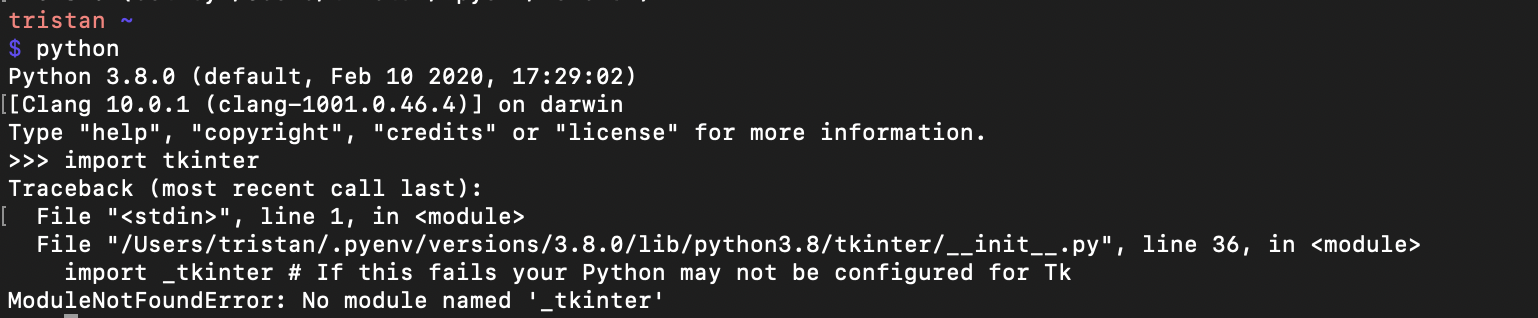 tristan ~
$ python
Python 3.8.0 (default, Feb 10 2020, 17:29:02)
[[Clang 10.0.1 (clang-1001.0.46.4)] on darwin
Type "help", "copyright", "credits" or "license" for more information.
>>> import tkinter
Traceback (most recent call last):
[  File "<stdin>", line 1, in <module>
  File "/Users/tristan/.pyenv/versions/3.8.0/lib/python3.8/tkinter/__init__.py", line 36, in <module>
    import _tkinter # If this fails your Python may not be configured for Tk
ModuleNotFoundError: No module named '_tkinter'